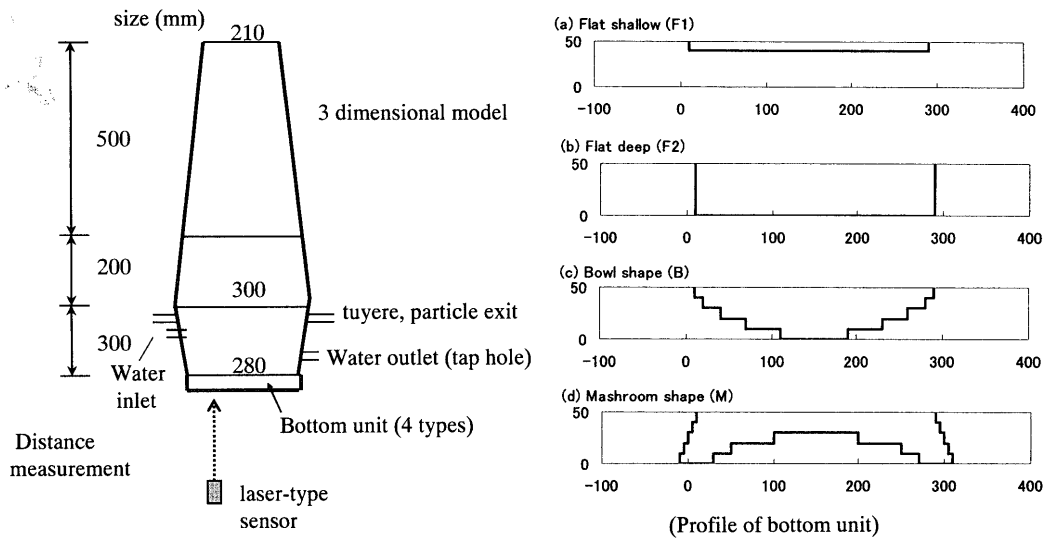 size (mm)
210
500
3 dimensional model
200
300
tuyere, particle exit
300
Water outlet (tap hole)
Water
inlet
280
Bottom unit (4 types)
Distance
measurement
laser-type
sensor
(a) Flat shallow (F1)
50
0
-100 0 100 200 300 400
(b) Flat deep (F2)
50
0
-100 0 100 200 300 400
(c) Bowl shape (B)
50
0
-100 0 100 200 300 400
(d) Mashroom shape (M)
50
0
-100 0 100 200 300 400
(Profile of bottom unit)